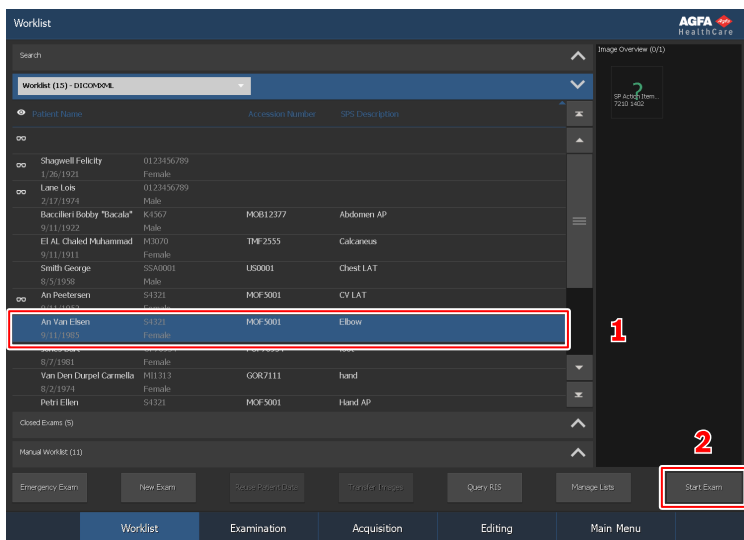 Worklist
AGFA
HealthCare
Search
Image Overview (0/1)
Worklist (15) - DICOMXML
?
SP Action Item...
7210 1402
Patient Name Accession Number SPS Description
Shagwell Felicity 0123456789
1/26/1921 Female
Lane Lois 0123456789
2/17/1974 Male
Baccilieri Bobby "Bacala" K4567 MOB12377 Abdomen AP
9/11/1922 Male
El AL Chaled Muhammad M3070 TMF2555 Calcaneus
9/11/1911 Female
Smith George SSA0001 US0001 Chest LAT
8/5/1958 Male
An Peetersen S4321 MOF5001 CV LAT
An Van Elsen S4321 MOF5001 Elbow
9/11/1985 Female
1
8/7/1981 Female
Van Den Durpel Carmella MI1313 GOR7111 hand
8/2/1974 Female
Petri Ellen S4321 MOF5001 Hand AP
Closed Exams (5)
Manual Worklist (11)
2
Emergency Exam New Exam Reuse Patient Data Transfer Images Query RIS Manage Lists Start Exam
Worklist Examination Acquisition Editing Main Menu